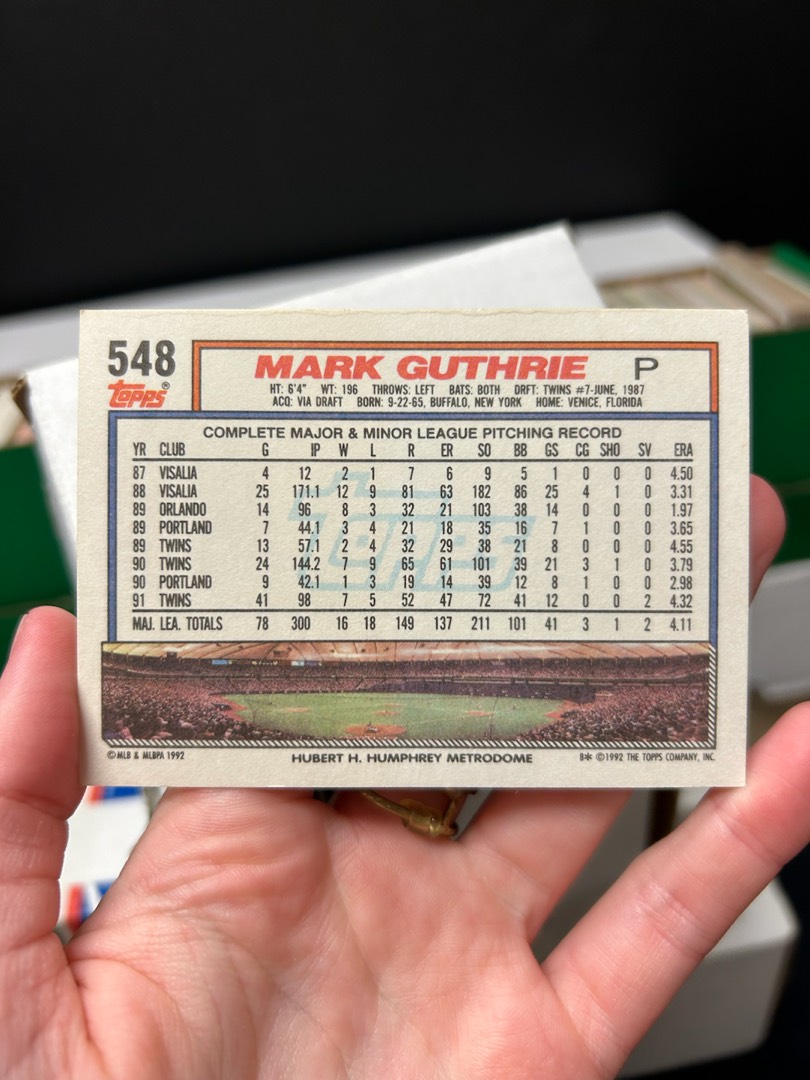 548 MARK GUTHRIE P
Topps®
HT: 6'4" WT: 196 THROWS: LEFT BATS: BOTH DRFT: TWINS #7-JUNE, 1987
ACQ: VIA DRAFT BORN: 9-22-65, BUFFALO, NEW YORK HOME: VENICE, FLORIDA
COMPLETE MAJOR & MINOR LEAGUE PITCHING RECORD
YR CLUB G IP W L R ER SO BB GS CG SHO SV ERA
87 VISALIA 4 12 2 1 7 6 9 5 1 0 0 0 4.50
88 VISALIA 25 171.1 12 9 81 63 182 86 25 4 1 0 3.31
89 ORLANDO 14 96 8 3 32 21 103 38 14 0 0 0 1.97
89 PORTLAND 7 44.1 3 4 21 18 35 16 7 1 0 0 3.65
89 TWINS 13 57.1 2 4 32 29 38 21 8 0 0 0 4.55
90 TWINS 24 144.2 7 9 65 61 101 39 21 3 1 0 3.79
90 PORTLAND 9 42.1 1 3 19 14 39 12 8 1 0 0 2.98
91 TWINS 41 98 7 5 52 47 72 41 12 0 0 2 4.32
MAJ. LEA. TOTALS 78 300 16 18 149 137 211 101 41 3 1 2 4.11
Topps
©MLB & MLBPA 1992 HUBERT H. HUMPHREY METRODOME B* ©1992 THE TOPPS COMPANY, INC.